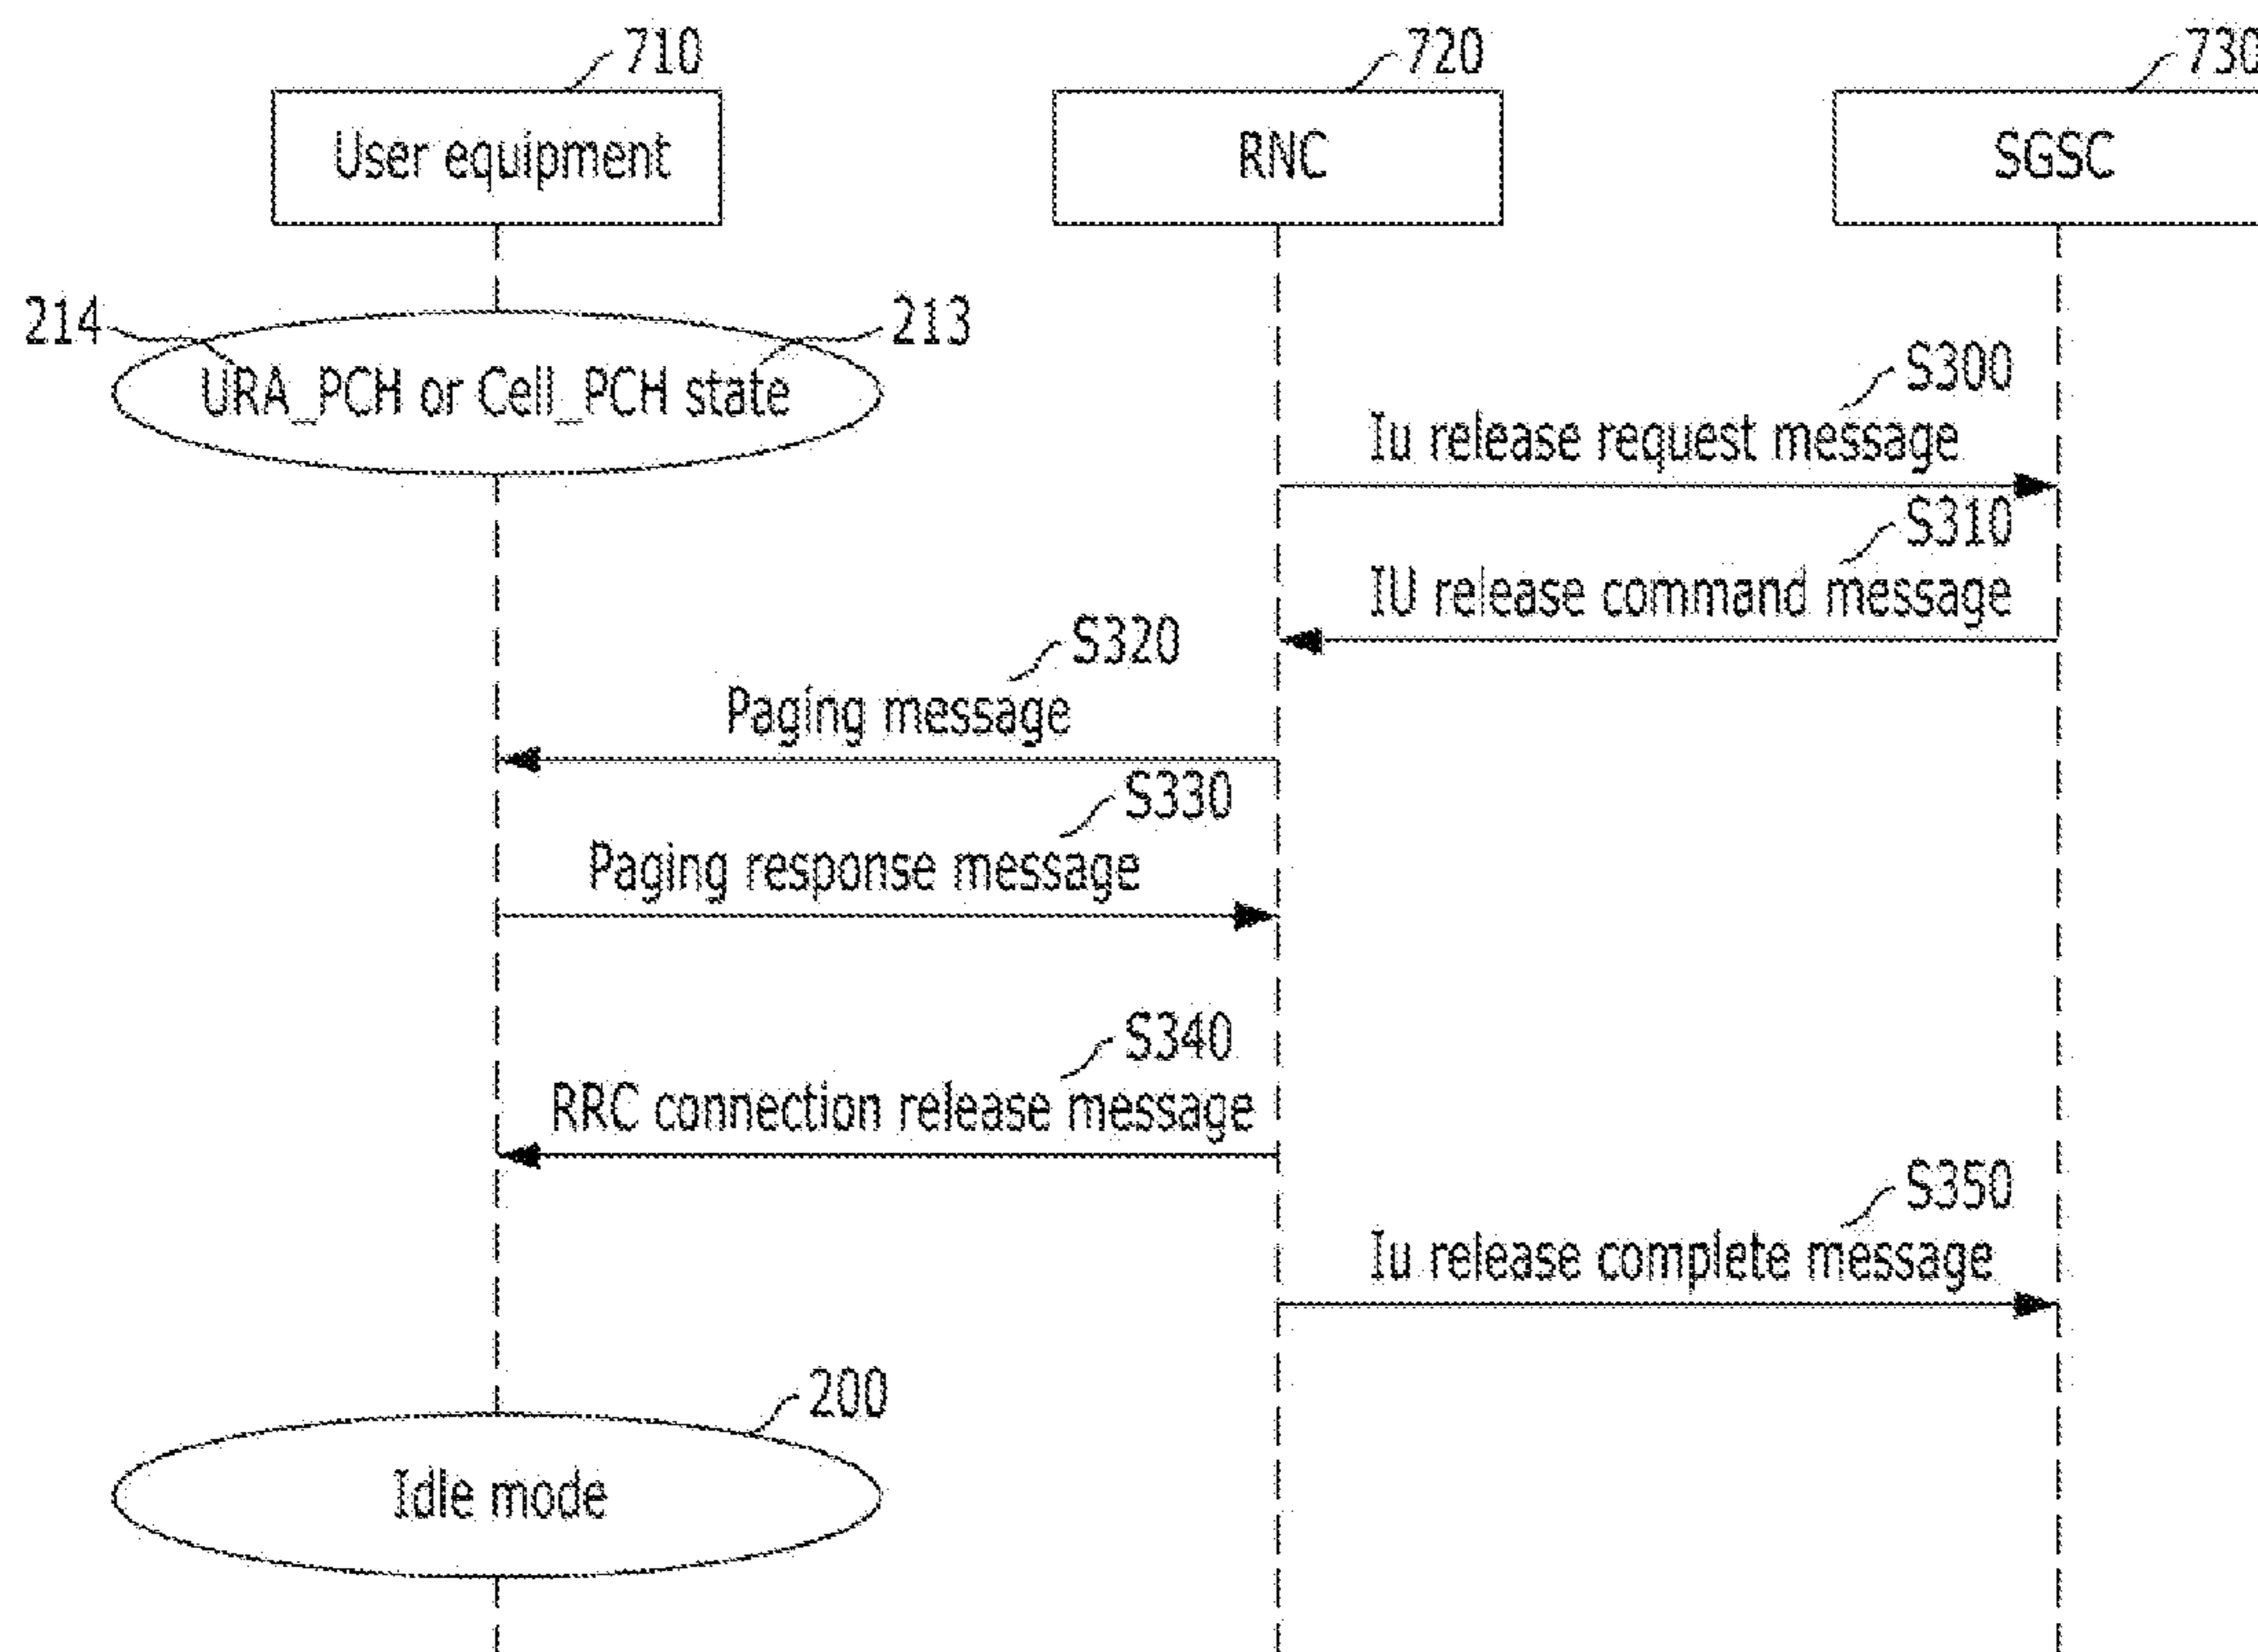 710
720
730
User equipment
RNC
SGSC
214
213
URA_PCH or Cell_PCH state
S300
Iu release request message
S310
IU release command message
S320
Paging message
S330
Paging response message
S340
RRC connection release message
S350
Iu release complete message
200
Idle mode